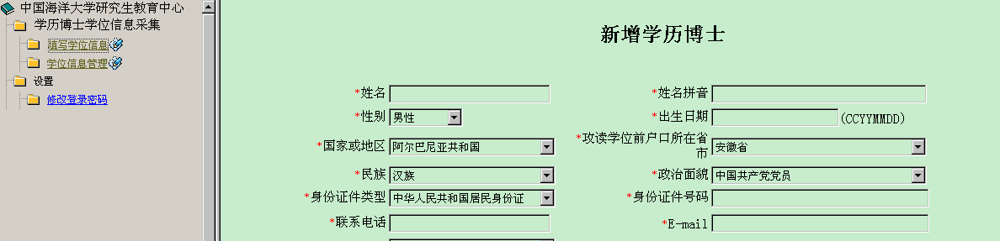 中国海洋大学研究生教育中心
学历博士学位信息采集
填写学位信息
学位信息管理
设置
修改登录密码
新增学历博士
*姓名
*姓名拼音
*性别 男性
*出生日期 (CCYYMMDD)
*国家或地区 阿尔巴尼亚共和国
*攻读学位前户口所在省
市 安徽省
*民族 汉族
*政治面貌 中国共产党党员
*身份证件类型 中华人民共和国居民身份证
*身份证件号码
*联系电话
*E-mail